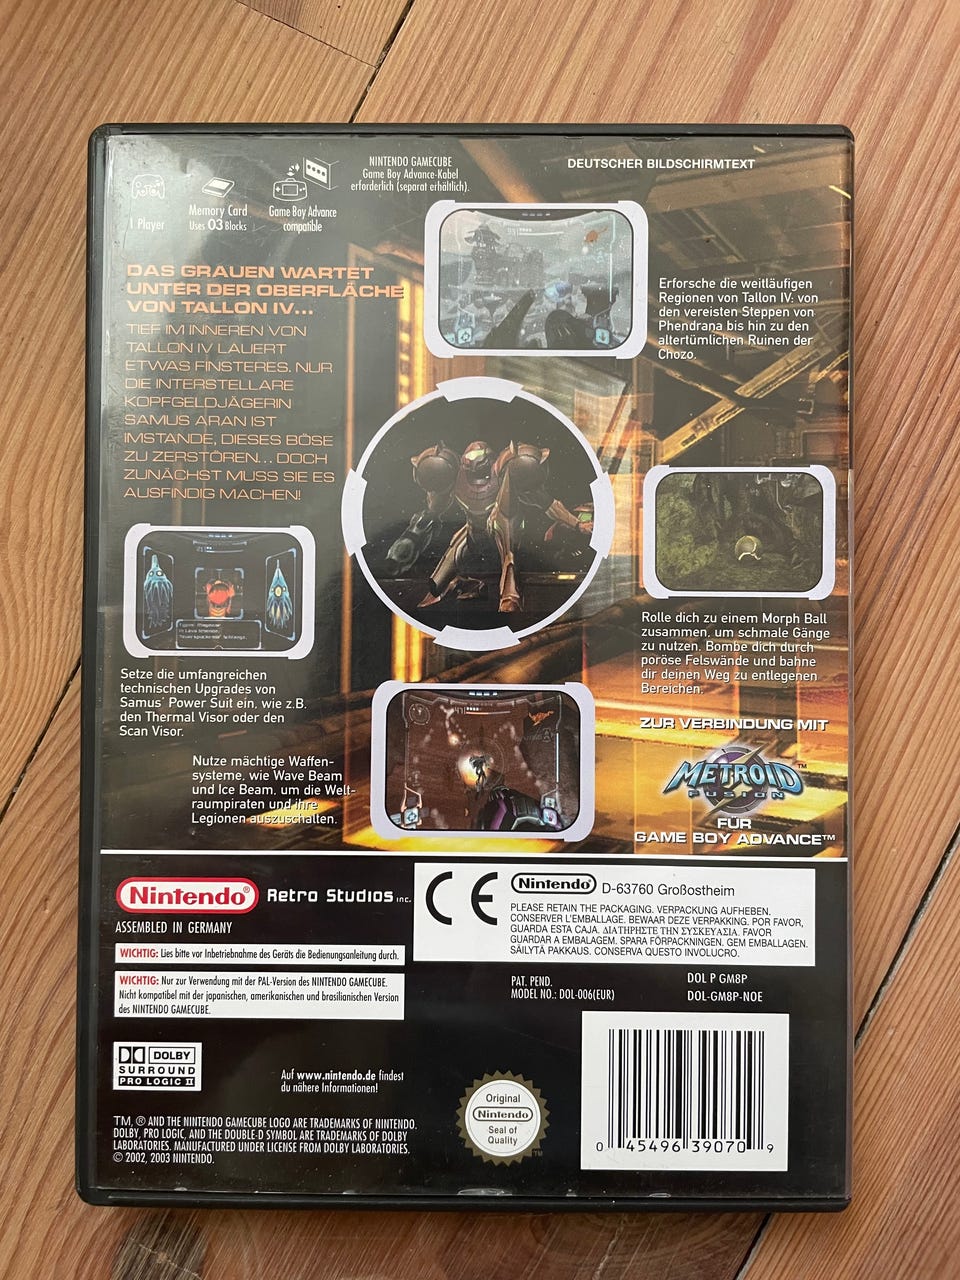 1 Player
Memory Card
Uses 03 Blocks
Game Boy Advance
compatible
NINTENDO GAMECUBE
Game Boy Advance-Kabel
erforderlich (separat erhältlich).
DEUTSCHER BILDSCHIRMTEXT
DAS GRAUEN WARTET
UNTER DER OBERFLÄCHE
VON TALLON IV...
TIEF IM INNEREN VON
TALLON IV LAUERT
ETWAS FINSTERES. NUR
DIE INTERSTELLARE
KOPFGELDJÄGERIN
SAMUS ARAN IST
IMSTANDE, DIESES BÖSE
ZU ZERSTÖREN... DOCH
ZUNÄCHST MUSS SIE ES
AUSFINDIG MACHEN!
Erforsche die weitläufigen
Regionen von Tallon IV: von
den vereisten Steppen von
Phendrana bis hin zu den
altertümlichen Ruinen der
Chozo.
Setze die umfangreichen
technischen Upgrades von
Samus' Power Suit ein, wie z.B.
den Thermal Visor oder den
Scan Visor.
Rolle dich zu einem Morph Ball
zusammen, um schmale Gänge
zu nutzen. Bombe dich durch
poröse Felswände und bahne
dir deinen Weg zu entlegenen
Bereichen.
Nutze mächtige Waffen-
systeme, wie Wave Beam
und Ice Beam, um die Welt-
raumpiraten und ihre
Legionen auszuschalten.
ZUR VERBINDUNG MIT
METROID™
FUSION
FÜR
GAME BOY ADVANCE™
Nintendo®
Retro Studios inc.
ASSEMBLED IN GERMANY
WICHTIG: Lies bitte vor Inbetriebnahme des Geräts die Bedienungsanleitung durch.
WICHTIG: Nur zur Verwendung mit der PAL-Version des NINTENDO GAMECUBE.
Nicht kompatibel mit der japanischen, amerikanischen und brasilianischen Version
des NINTENDO GAMECUBE.
CE
Nintendo® D-63760 Großostheim
PLEASE RETAIN THE PACKAGING. VERPACKUNG AUFHEBEN.
CONSERVER L'EMBALLAGE. BEWAAR DEZE VERPAKKING. POR FAVOR,
GUARDA ESTA CAJA. ΔΙΑΤΗΡΗΣΤΕ ΤΗΝ ΣΥΣΚΕΥΑΣΙΑ. FAVOR
GUARDAR A EMBALAGEM. SPARA FÖRPACKNINGEN. GEM EMBALLAGEN.
SÄILYTÄ PAKKAUS. CONSERVA QUESTO INVOLUCRO.
PAT. PEND.
MODEL NO.: DOL-006(EUR)
DOL P GM8P
DOL-GM8P-NOE
DOLBY
SURROUND
PRO LOGIC II
Auf www.nintendo.de findest
du nähere Informationen!
TM, ® AND THE NINTENDO GAMECUBE LOGO ARE TRADEMARKS OF NINTENDO.
DOLBY, PRO LOGIC, AND THE DOUBLE-D SYMBOL ARE TRADEMARKS OF DOLBY
LABORATORIES. MANUFACTURED UNDER LICENSE FROM DOLBY LABORATORIES.
© 2002, 2003 NINTENDO.
Original
Nintendo
Seal of
Quality
TM
0 45496 39070 9